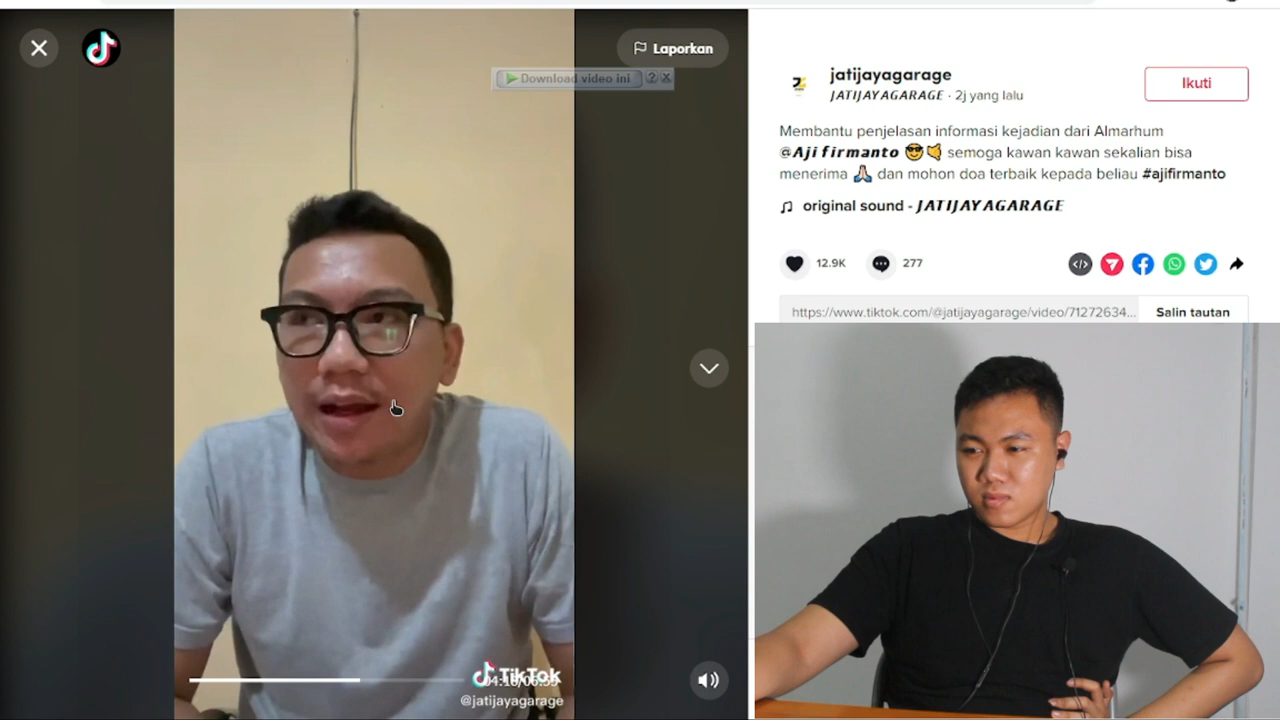 Laporkan
Download video ini ? X
jatijayagarage
JATIJAYAGARAGE · 2j yang lalu
Ikuti
Membantu penjelasan informasi kejadian dari Almarhum
@Aji firmanto 😎🤙 semoga kawan kawan sekalian bisa
menerima 🙏🏻 dan mohon doa terbaik kepada beliau #ajifirmanto
original sound - JATIJAYAGARAGE
12.9K
277
https://www.tiktok.com/@jatijayagarage/video/71272634...
Salin tautan
TikTok
@jatijayagarage